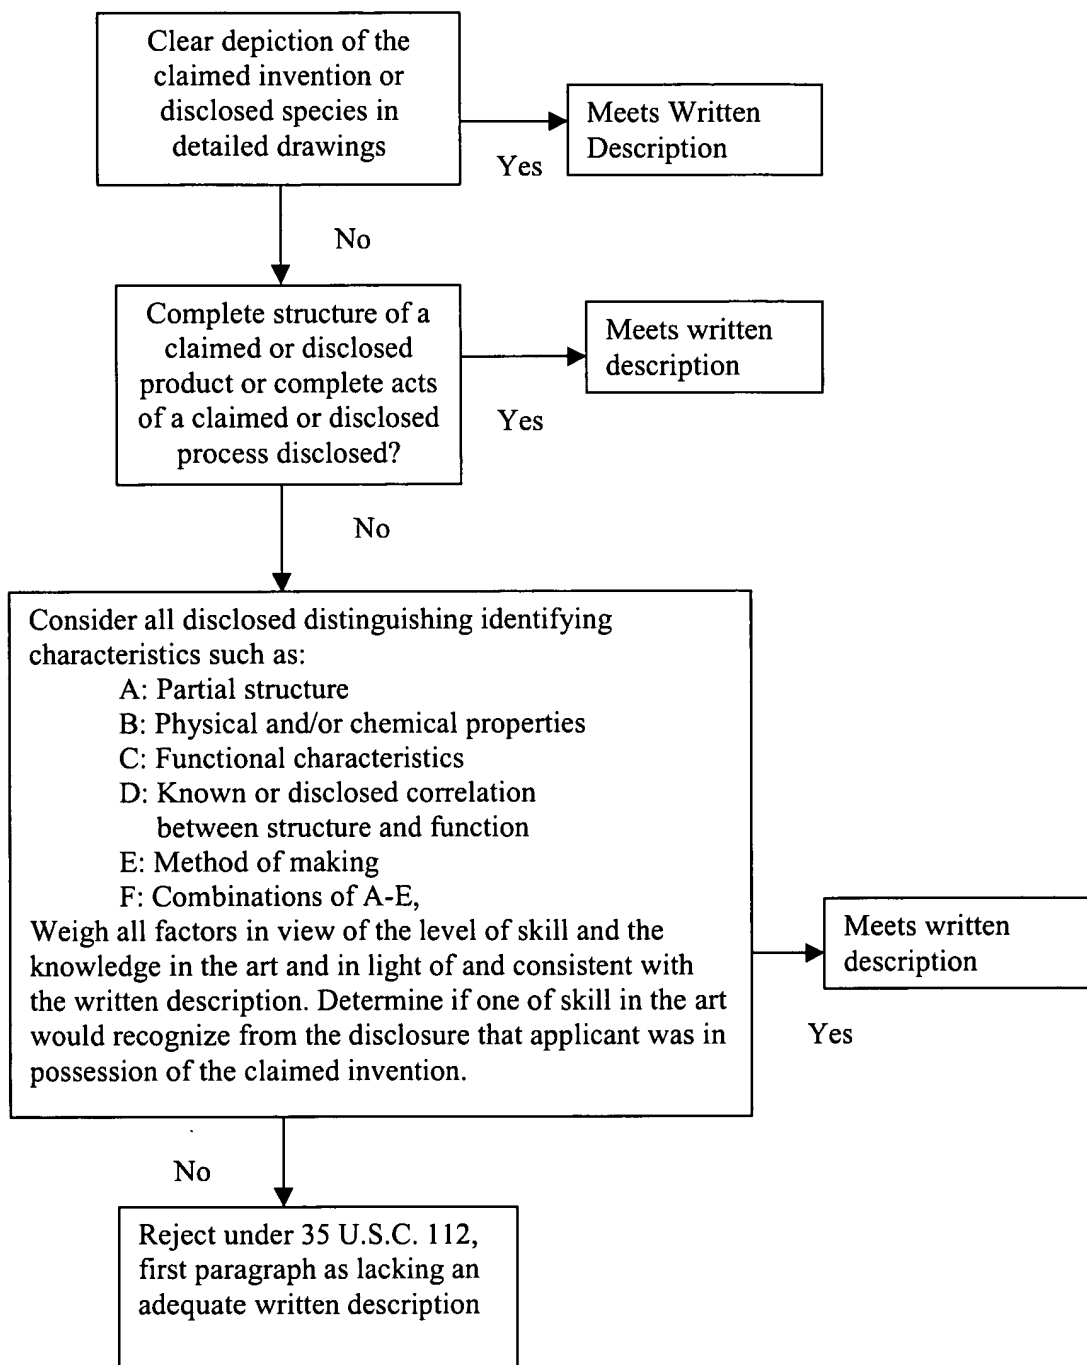 Clear depiction of the
claimed invention or
disclosed species in
detailed drawings
Meets Written
Description
Yes
No
Complete structure of a
claimed or disclosed
product or complete acts
of a claimed or disclosed
process disclosed?
Meets written
description
Yes
No
Consider all disclosed distinguishing identifying
characteristics such as:
A: Partial structure
B: Physical and/or chemical properties
C: Functional characteristics
D: Known or disclosed correlation
between structure and function
E: Method of making
F: Combinations of A-E,
Weigh all factors in view of the level of skill and the
knowledge in the art and in light of and consistent with
the written description. Determine if one of skill in the art
would recognize from the disclosure that applicant was in
possession of the claimed invention.
Meets written
description
Yes
No
Reject under 35 U.S.C. 112,
first paragraph as lacking an
adequate written description